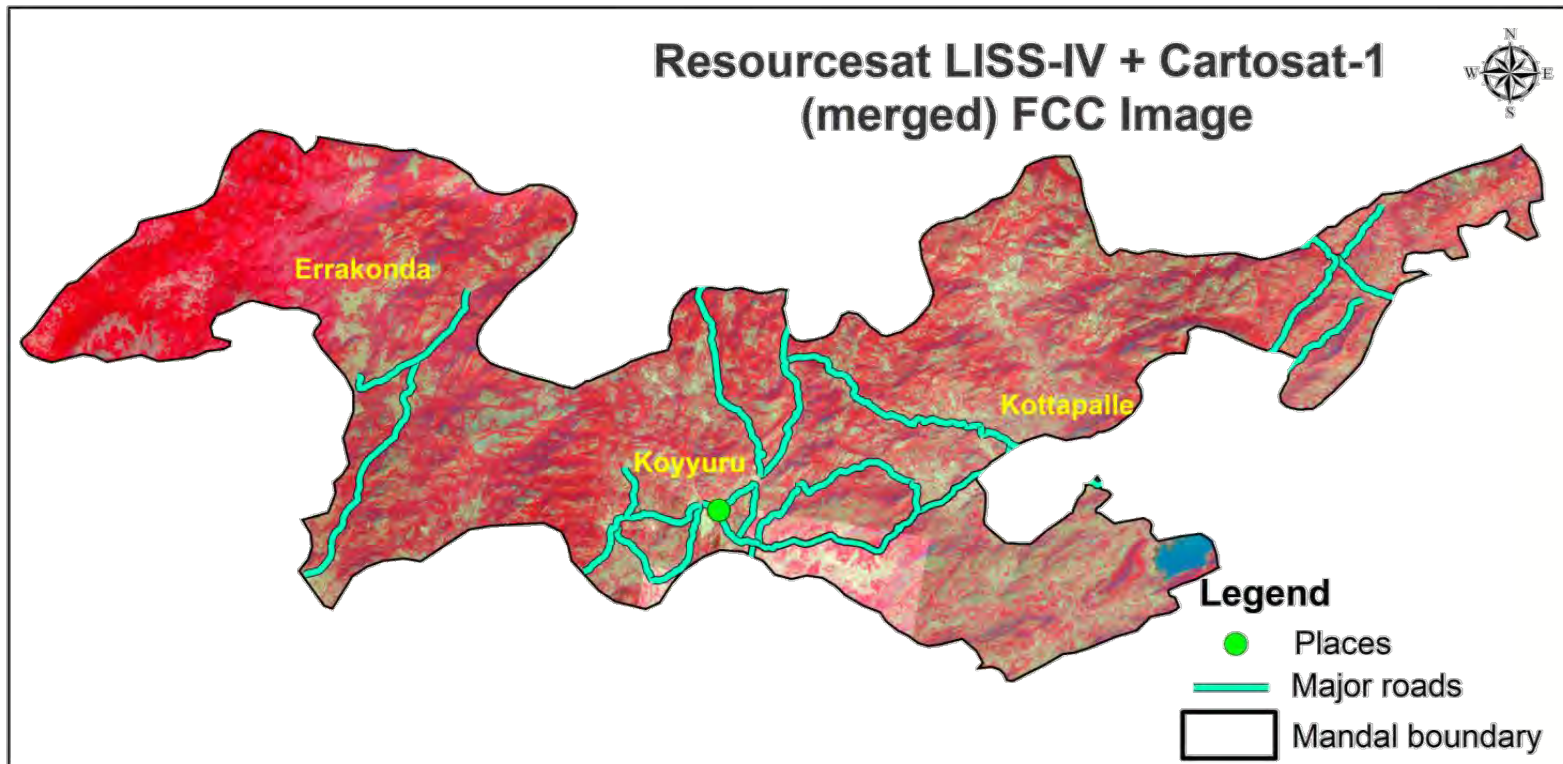 Resourcesat LISS-IV + Cartosat-1
(merged) FCC Image
N
W E
S
Errakonda
Kottapalle
Koyyuru
Legend
Places
Major roads
Mandal boundary